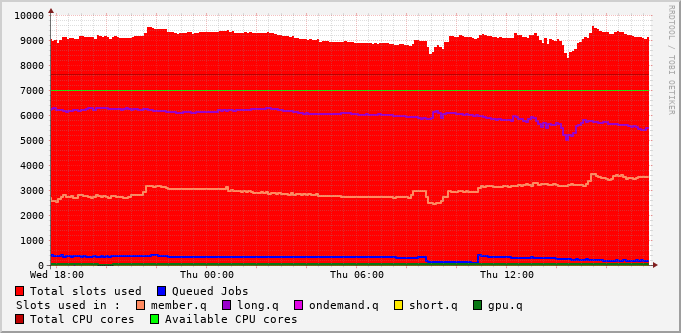 10000
9000
8000
7000
6000
5000
4000
3000
2000
1000
0
Wed 18:00 Thu 00:00 Thu 06:00 Thu 12:00
RRDTOOL / TOBI OETIKER
Total slots used Queued Jobs
Slots used in : member.q long.q ondemand.q short.q gpu.q
Total CPU cores Available CPU cores